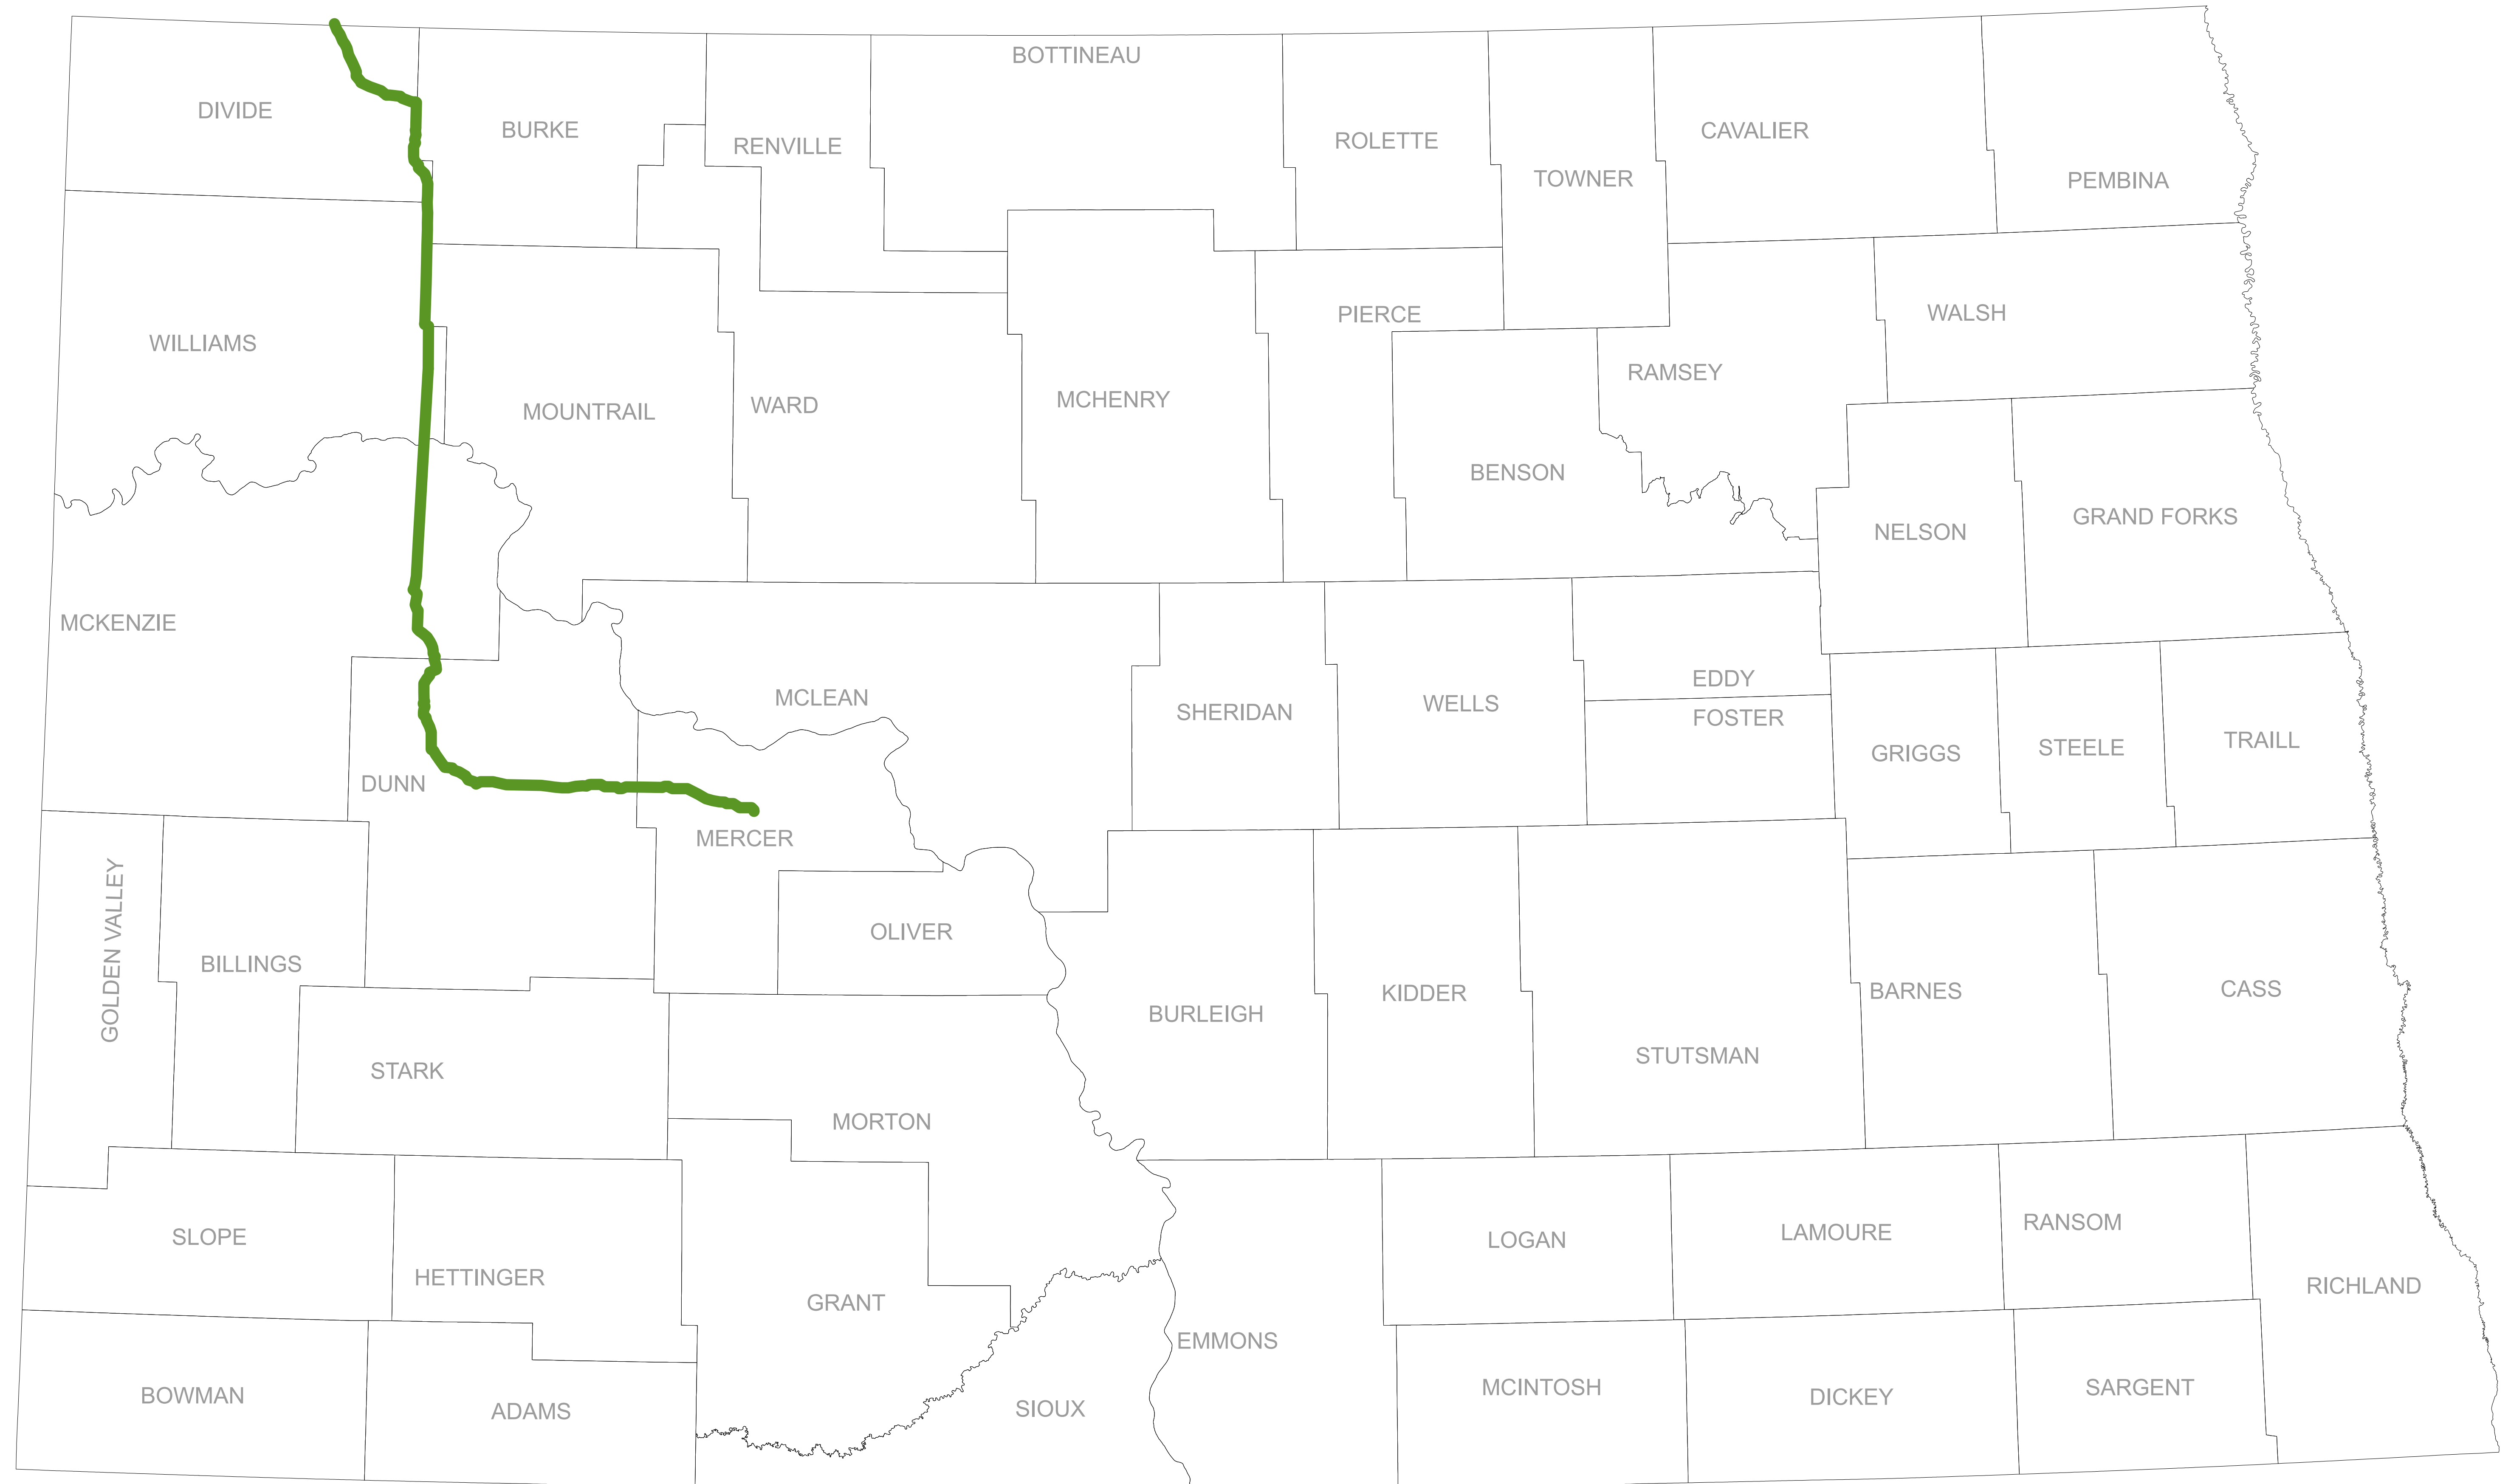 BOTTINEAU
DIVIDE
BURKE
RENVILLE
ROLETTE
TOWNER
CAVALIER
PEMBINA
WILLIAMS
MOUNTRAIL
WARD
MCHENRY
PIERCE
RAMSEY
WALSH
BENSON
NELSON
GRAND FORKS
MCKENZIE
DUNN
MCLEAN
SHERIDAN
WELLS
EDDY
FOSTER
GRIGGS
STEELE
TRAILL
MERCER
GOLDEN VALLEY
BILLINGS
OLIVER
BURLEIGH
KIDDER
STUTSMAN
BARNES
CASS
STARK
MORTON
SLOPE
HETTINGER
GRANT
LOGAN
LAMOURE
RANSOM
RICHLAND
BOWMAN
ADAMS
SIOUX
EMMONS
MCINTOSH
DICKEY
SARGENT